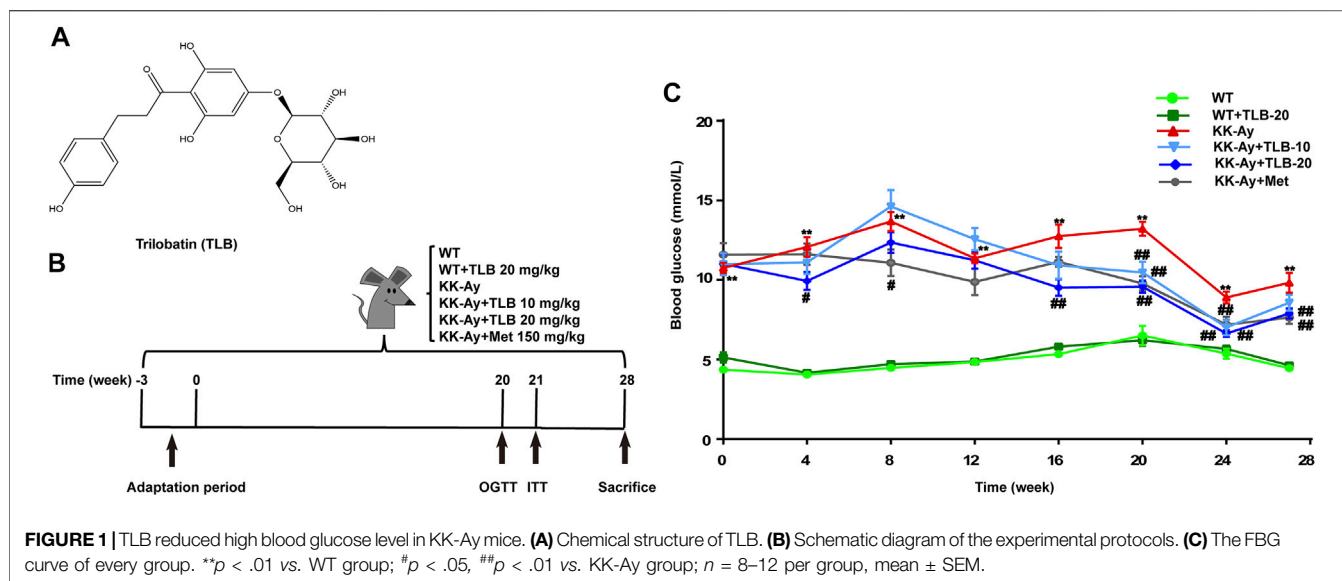 A
HO
OH
O
O
OH
HO
OH
O
OH
OH
HO
Trilobatin (TLB)
B
WT
WT+TLB 20 mg/kg
KK-Ay
KK-Ay+TLB 10 mg/kg
KK-Ay+TLB 20 mg/kg
KK-Ay+Met 150 mg/kg
Time (week) -3 0 20 21 28
Adaptation period OGTT ITT Sacrifice
C
WT
WT+TLB-20
KK-Ay
KK-Ay+TLB-10
KK-Ay+TLB-20
KK-Ay+Met
Blood glucose (mmol/L)
20
15
10
5
0
** ** ** ** ** ** ** **
# # ## ## ## ## ## ## ## ## ##
0 4 8 12 16 20 24 28
Time (week)
FIGURE 1 | TLB reduced high blood glucose level in KK-Ay mice. (A) Chemical structure of TLB. (B) Schematic diagram of the experimental protocols. (C) The FBG
curve of every group. **p < .01 vs. WT group; #p < .05, ##p < .01 vs. KK-Ay group; n = 8–12 per group, mean ± SEM.